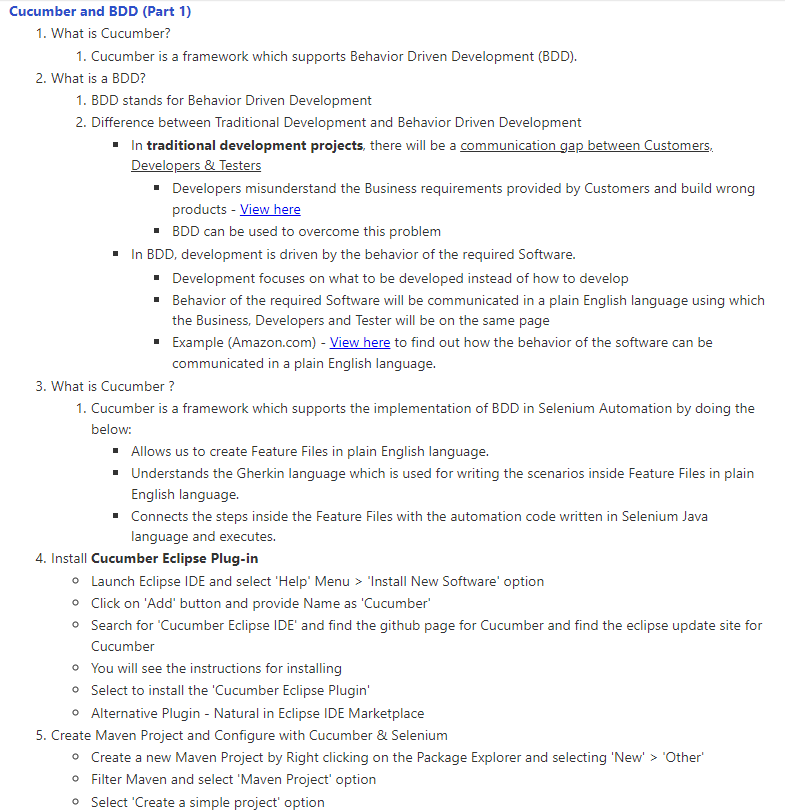 Cucumber and BDD (Part 1)
1. What is Cucumber?
1. Cucumber is a framework which supports Behavior Driven Development (BDD).
2. What is a BDD?
1. BDD stands for Behavior Driven Development
2. Difference between Traditional Development and Behavior Driven Development
▪ In traditional development projects, there will be a communication gap between Customers,
Developers & Testers
▪ Developers misunderstand the Business requirements provided by Customers and build wrong
products - View here
▪ BDD can be used to overcome this problem
▪ In BDD, development is driven by the behavior of the required Software.
▪ Development focuses on what to be developed instead of how to develop
▪ Behavior of the required Software will be communicated in a plain English language using which
the Business, Developers and Tester will be on the same page
▪ Example (Amazon.com) - View here to find out how the behavior of the software can be
communicated in a plain English language.
3. What is Cucumber ?
1. Cucumber is a framework which supports the implementation of BDD in Selenium Automation by doing the
below:
▪ Allows us to create Feature Files in plain English language.
▪ Understands the Gherkin language which is used for writing the scenarios inside Feature Files in plain
English language.
▪ Connects the steps inside the Feature Files with the automation code written in Selenium Java
language and executes.
4. Install Cucumber Eclipse Plug-in
○ Launch Eclipse IDE and select 'Help' Menu > 'Install New Software' option
○ Click on 'Add' button and provide Name as 'Cucumber'
○ Search for 'Cucumber Eclipse IDE' and find the github page for Cucumber and find the eclipse update site for
Cucumber
○ You will see the instructions for installing
○ Select to install the 'Cucumber Eclipse Plugin'
○ Alternative Plugin - Natural in Eclipse IDE Marketplace
5. Create Maven Project and Configure with Cucumber & Selenium
○ Create a new Maven Project by Right clicking on the Package Explorer and selecting 'New' > 'Other'
○ Filter Maven and select 'Maven Project' option
○ Select 'Create a simple project' option